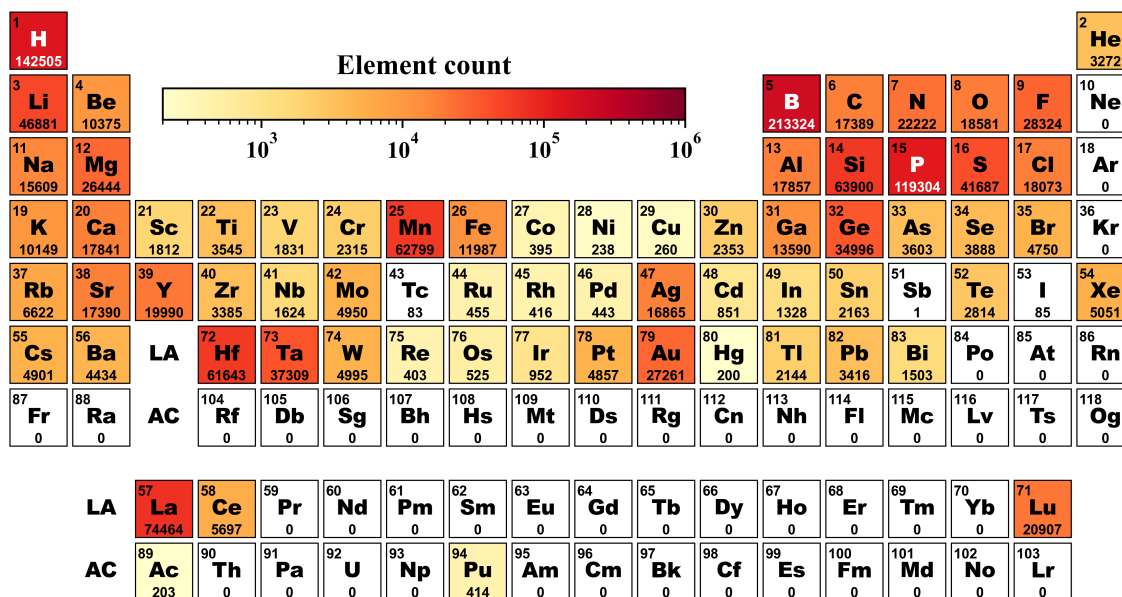 1 2
H He
142505 3272
Element count
10³ 10⁴ 10⁵ 10⁶
3 4 5 6 7 8 9 10
Li Be B C N O F Ne
46881 10375 213324 17389 22222 18581 28324 0
11 12 13 14 15 16 17 18
Na Mg Al Si P S Cl Ar
15609 26444 17857 63900 119304 41687 18073 0
19 20 21 22 23 24 25 26 27 28 29 30 31 32 33 34 35 36
K Ca Sc Ti V Cr Mn Fe Co Ni Cu Zn Ga Ge As Se Br Kr
10149 17841 1812 3545 1831 2315 62799 11987 395 238 260 2353 13590 34996 3603 3888 4750 0
37 38 39 40 41 42 43 44 45 46 47 48 49 50 51 52 53 54
Rb Sr Y Zr Nb Mo Tc Ru Rh Pd Ag Cd In Sn Sb Te I Xe
6622 17390 19990 3385 1624 4950 83 455 416 443 16865 851 1328 2163 1 2814 85 5051
55 56 72 73 74 75 76 77 78 79 80 81 82 83 84 85 86
Cs Ba LA Hf Ta W Re Os Ir Pt Au Hg Tl Pb Bi Po At Rn
4901 4434 61643 37309 4995 403 525 952 4857 27261 200 2144 3416 1503 0 0 0
87 88 104 105 106 107 108 109 110 111 112 113 114 115 116 117 118
Fr Ra AC Rf Db Sg Bh Hs Mt Ds Rg Cn Nh Fl Mc Lv Ts Og
0 0 0 0 0 0 0 0 0 0 0 0 0 0 0 0 0
57 58 59 60 61 62 63 64 65 66 67 68 69 70 71
LA La Ce Pr Nd Pm Sm Eu Gd Tb Dy Ho Er Tm Yb Lu
74464 5697 0 0 0 0 0 0 0 0 0 0 0 0 20907
89 90 91 92 93 94 95 96 97 98 99 100 101 102 103
AC Ac Th Pa U Np Pu Am Cm Bk Cf Es Fm Md No Lr
203 0 0 0 0 414 0 0 0 0 0 0 0 0 0